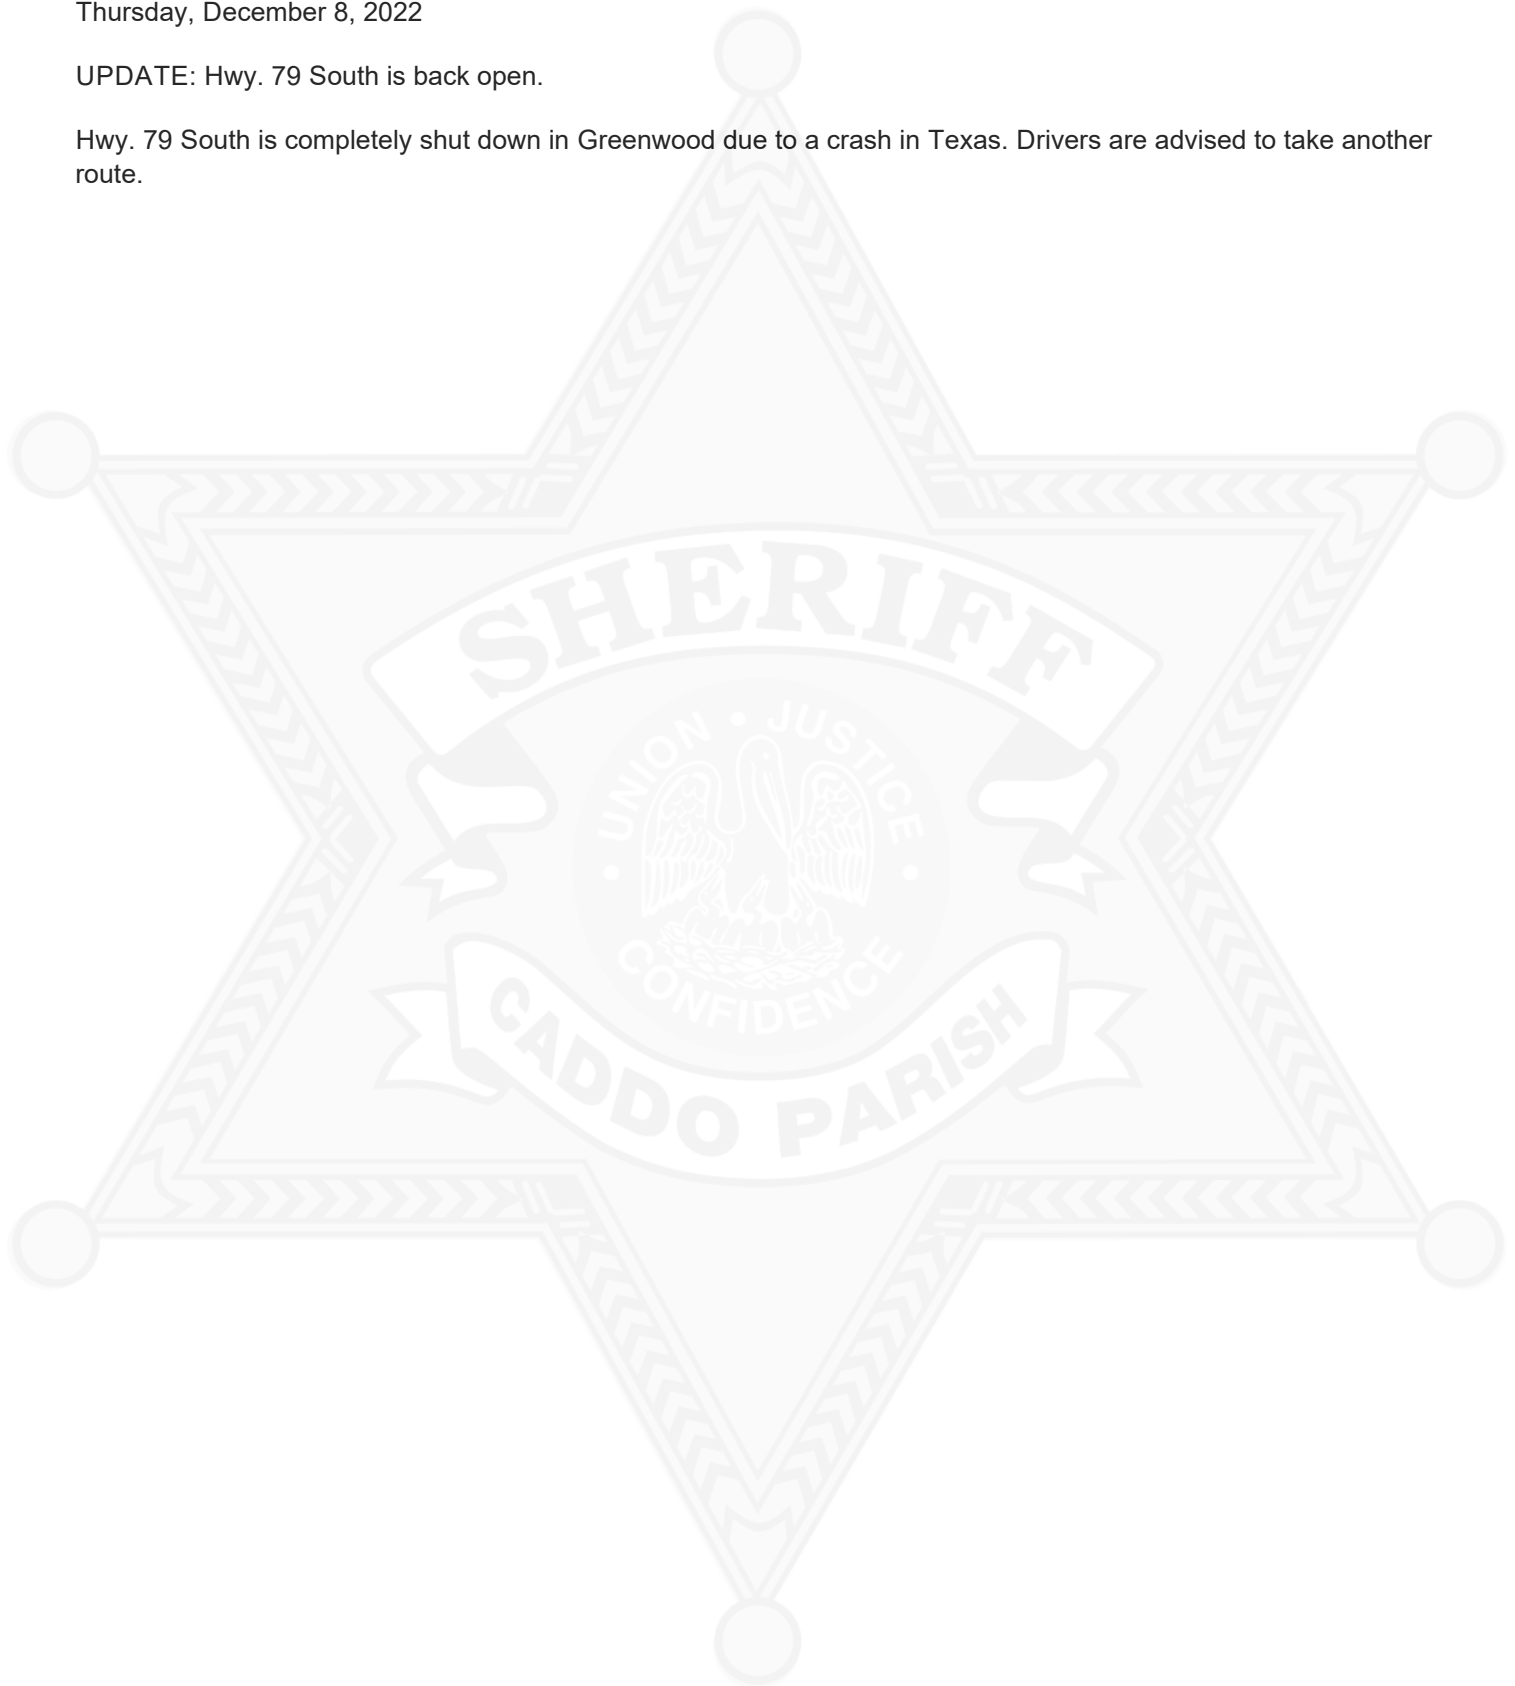 Thursday, December 8, 2022
UPDATE: Hwy. 79 South is back open.
Hwy. 79 South is completely shut down in Greenwood due to a crash in Texas. Drivers are advised to take another
route.
SHERIFF
UNION • JUSTICE
• CONFIDENCE •
CADDO PARISH